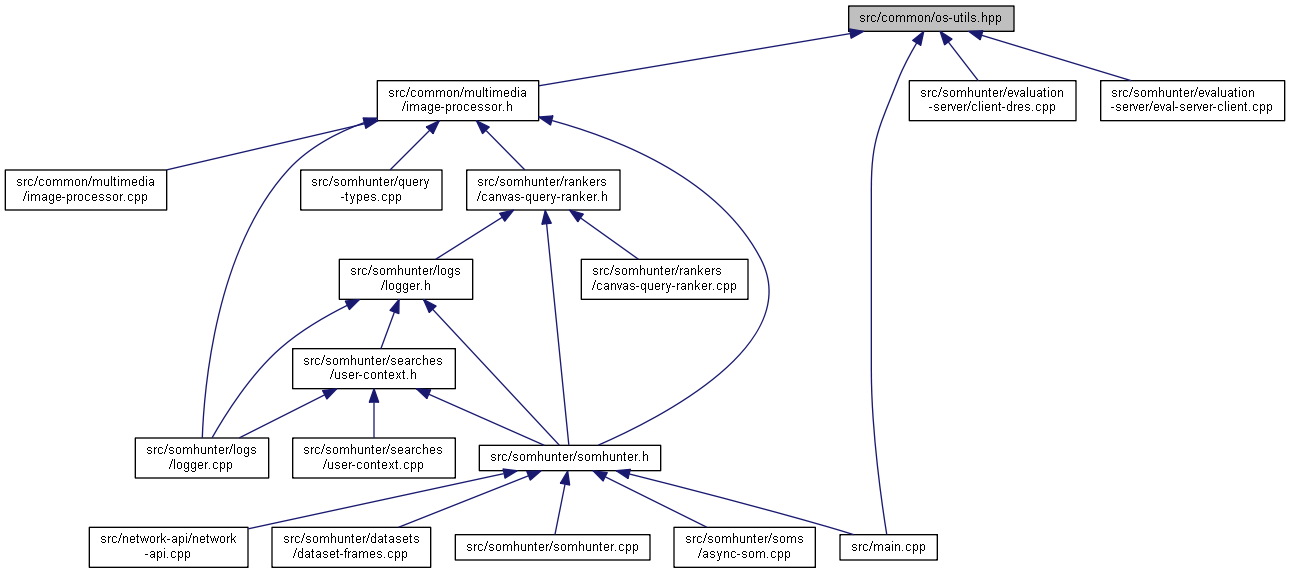 src/common/os-utils.hpp
src/common/multimedia
/image-processor.h
src/somhunter/evaluation
-server/client-dres.cpp
src/somhunter/evaluation
-server/eval-server-client.cpp
src/common/multimedia
/image-processor.cpp
src/somhunter/query
-types.cpp
src/somhunter/rankers
/canvas-query-ranker.h
src/somhunter/logs
/logger.h
src/somhunter/rankers
/canvas-query-ranker.cpp
src/somhunter/searches
/user-context.h
src/somhunter/logs
/logger.cpp
src/somhunter/searches
/user-context.cpp
src/somhunter/somhunter.h
src/network-api/network
-api.cpp
src/somhunter/datasets
/dataset-frames.cpp
src/somhunter/somhunter.cpp
src/somhunter/soms
/async-som.cpp
src/main.cpp